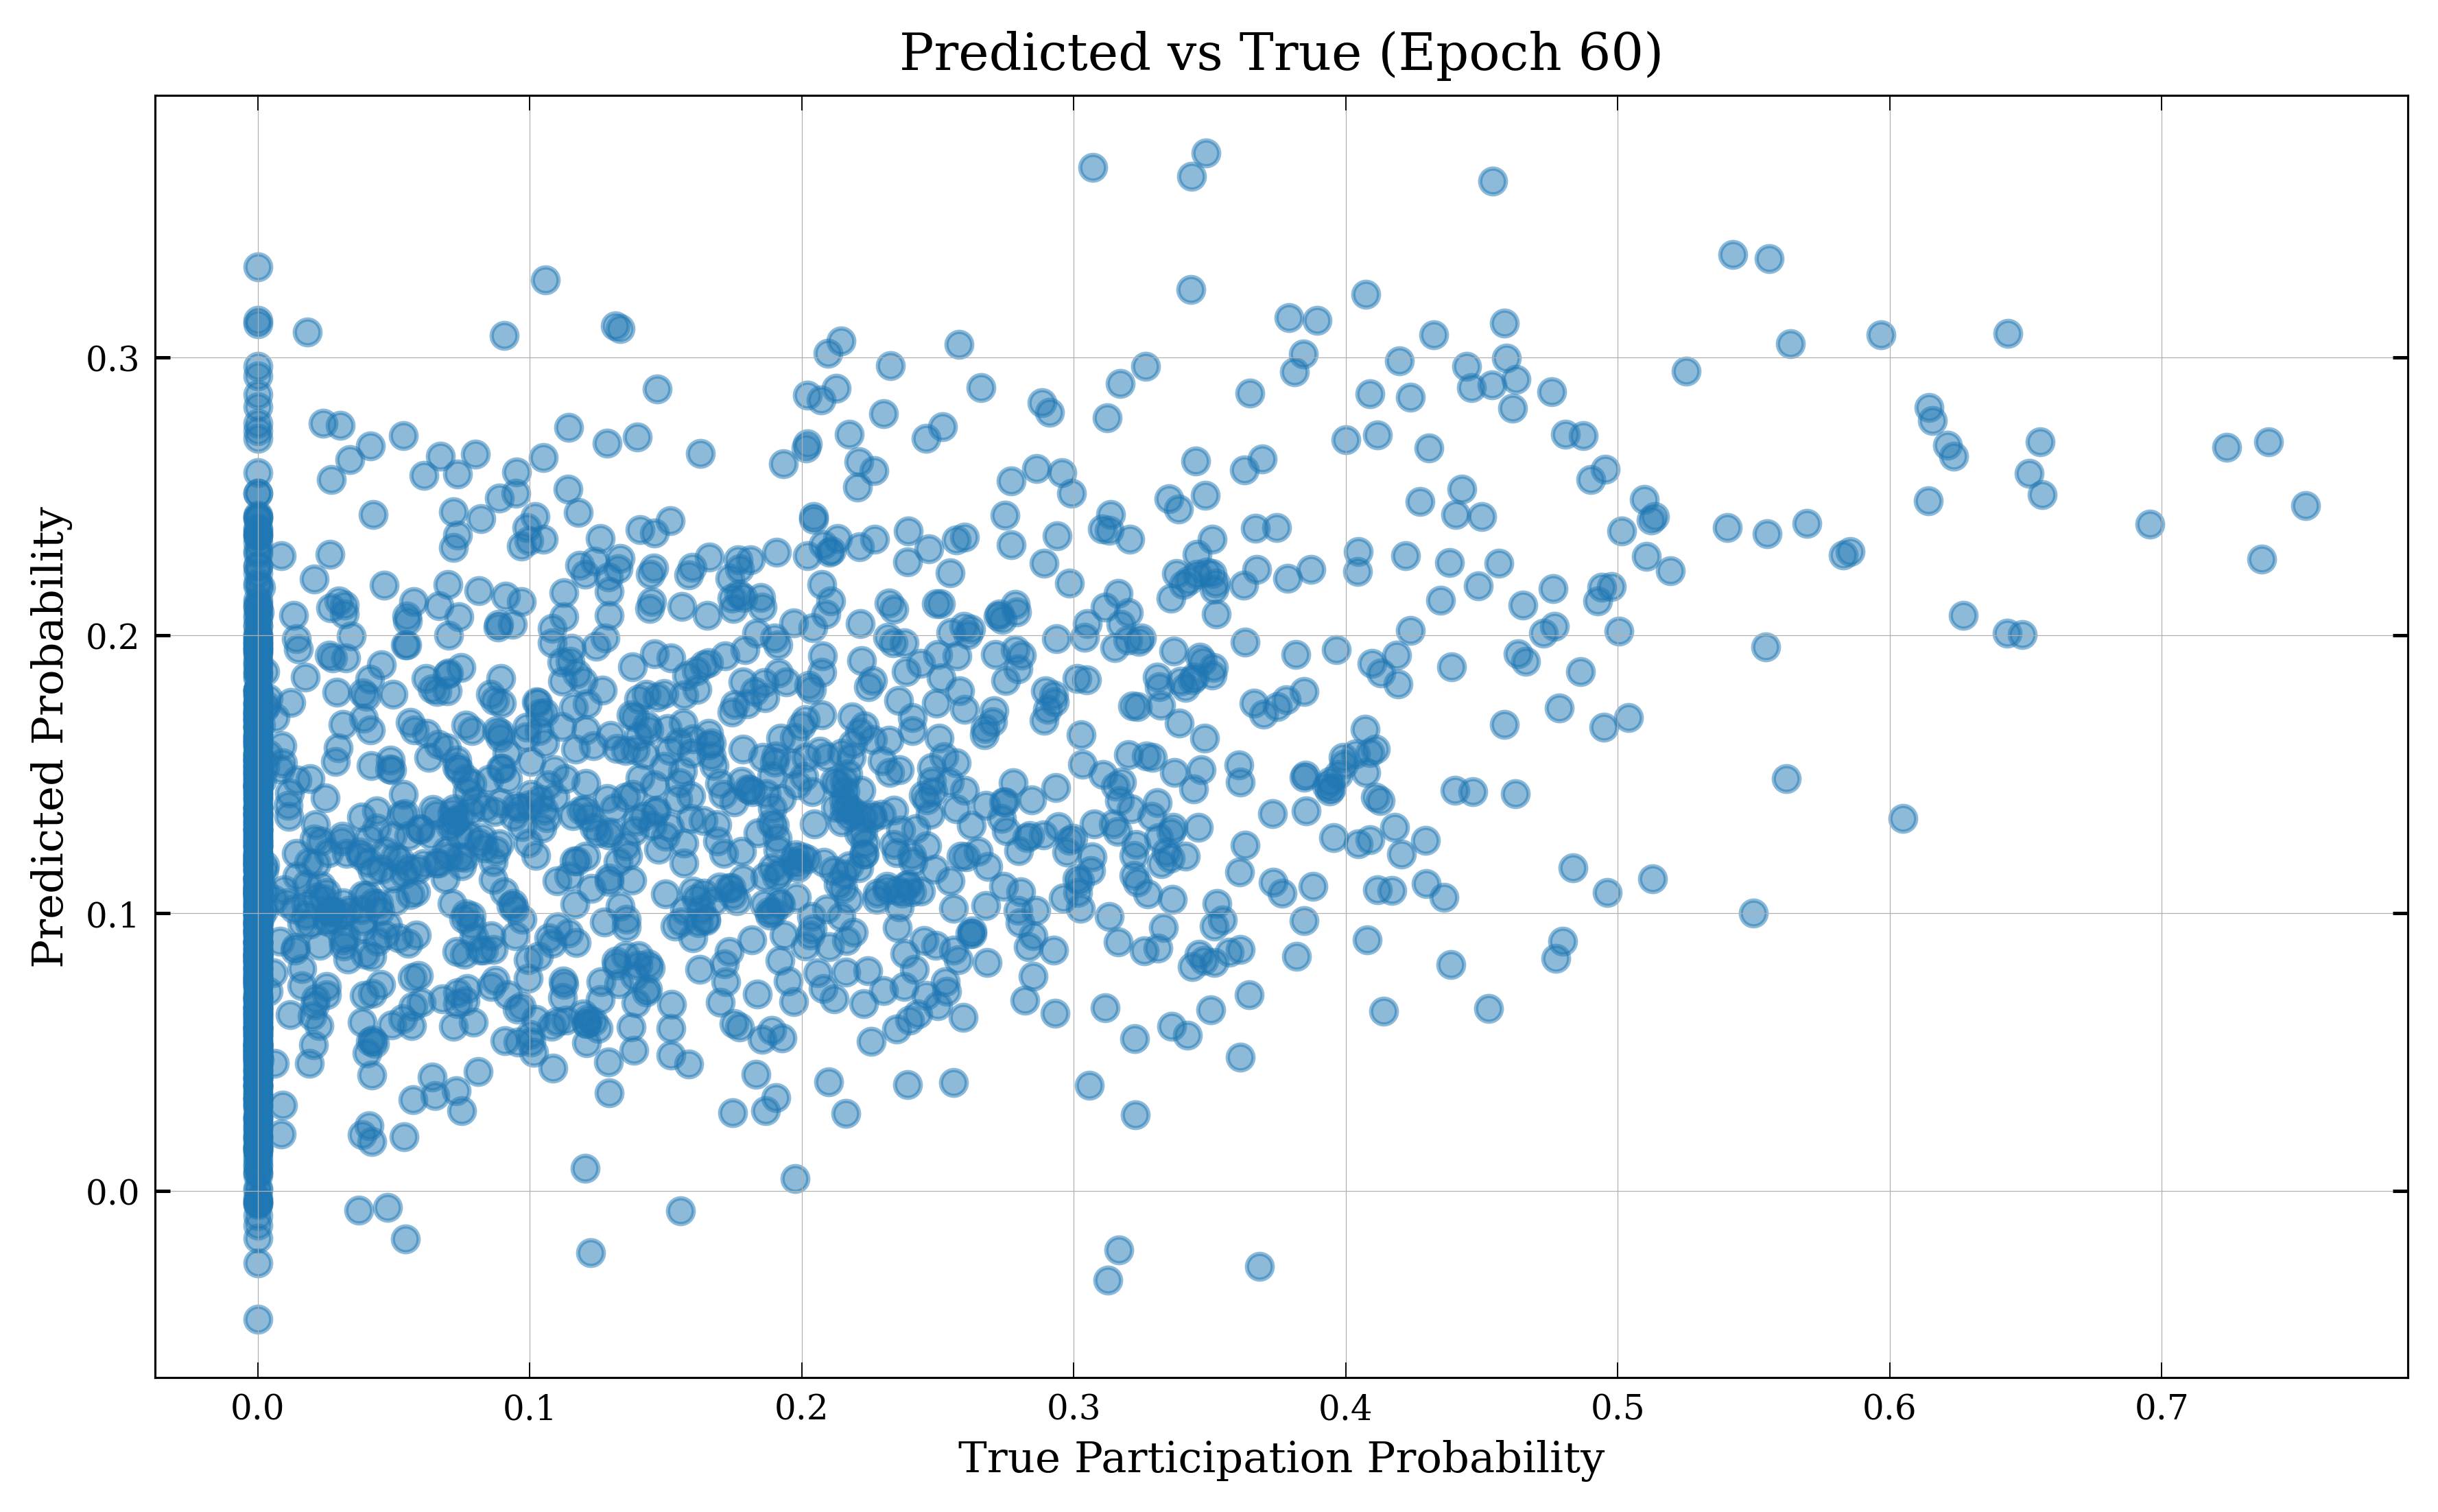 Predicted vs True (Epoch 60)
Predicted Probability
0.3
0.2
0.1
0.0
0.0 0.1 0.2 0.3 0.4 0.5 0.6 0.7
True Participation Probability